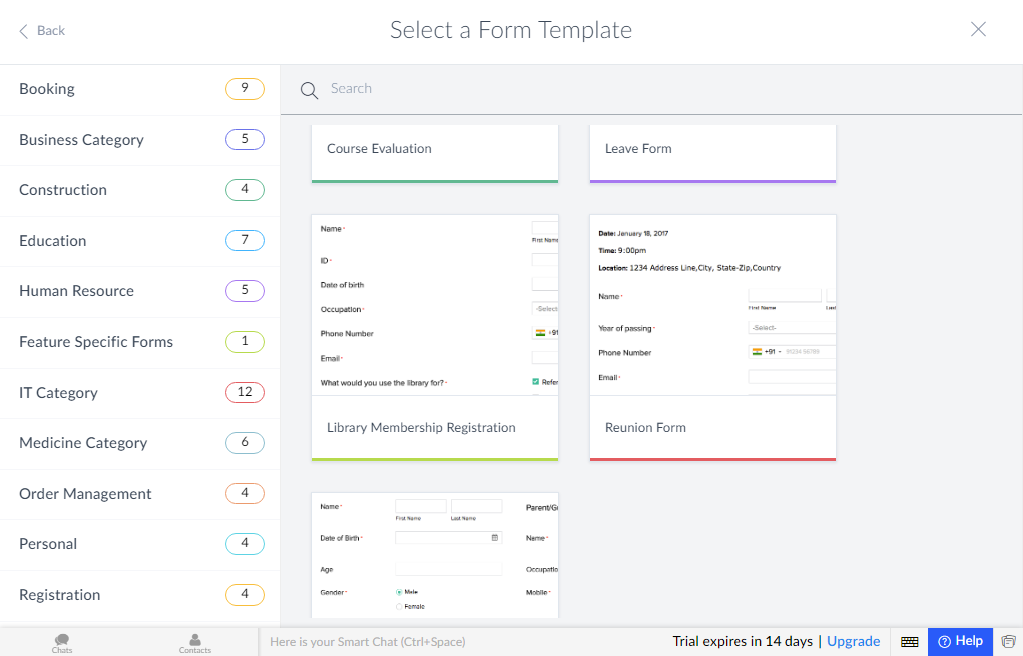 Back
Select a Form Template
Booking 9
Business Category 5
Construction 4
Education 7
Human Resource 5
Feature Specific Forms 1
IT Category 12
Medicine Category 6
Order Management 4
Personal 4
Registration 4
Search
Course Evaluation
Leave Form
Name *
First Name
ID *
Date of birth
Occupation *
-Select-
Phone Number
+91
Email *
What would you use the library for? *
Refer
Library Membership Registration
Date: January 18, 2017
Time: 9:00pm
Location: 1234 Address Line,City, State-Zip,Country
Name *
First Name
Last
Year of passing *
-Select-
Phone Number
+91 - 91234 56789
Email *
Reunion Form
Name *
First Name Last Name
Date of Birth *
Age
Gender *
Male
Female
Parent/G
Name *
Occupatio
Mobile *
Chats
Contacts
Here is your Smart Chat (Ctrl+Space)
Trial expires in 14 days | Upgrade
Help